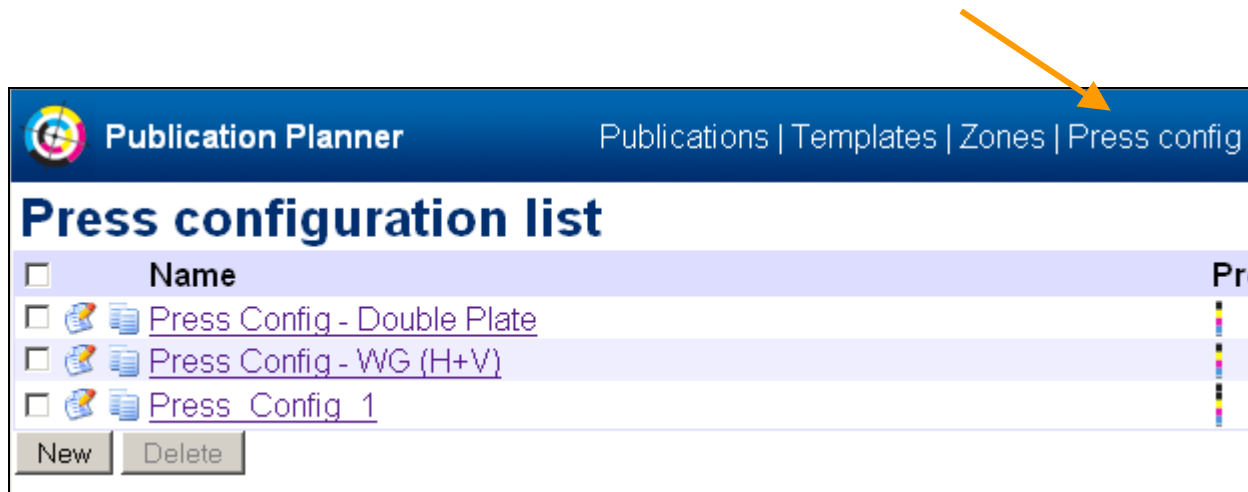 Publication Planner Publications | Templates | Zones | Press config
Press configuration list
Name
Press Config - Double Plate
Press Config - WG (H+V)
Press_Config_1
New Delete